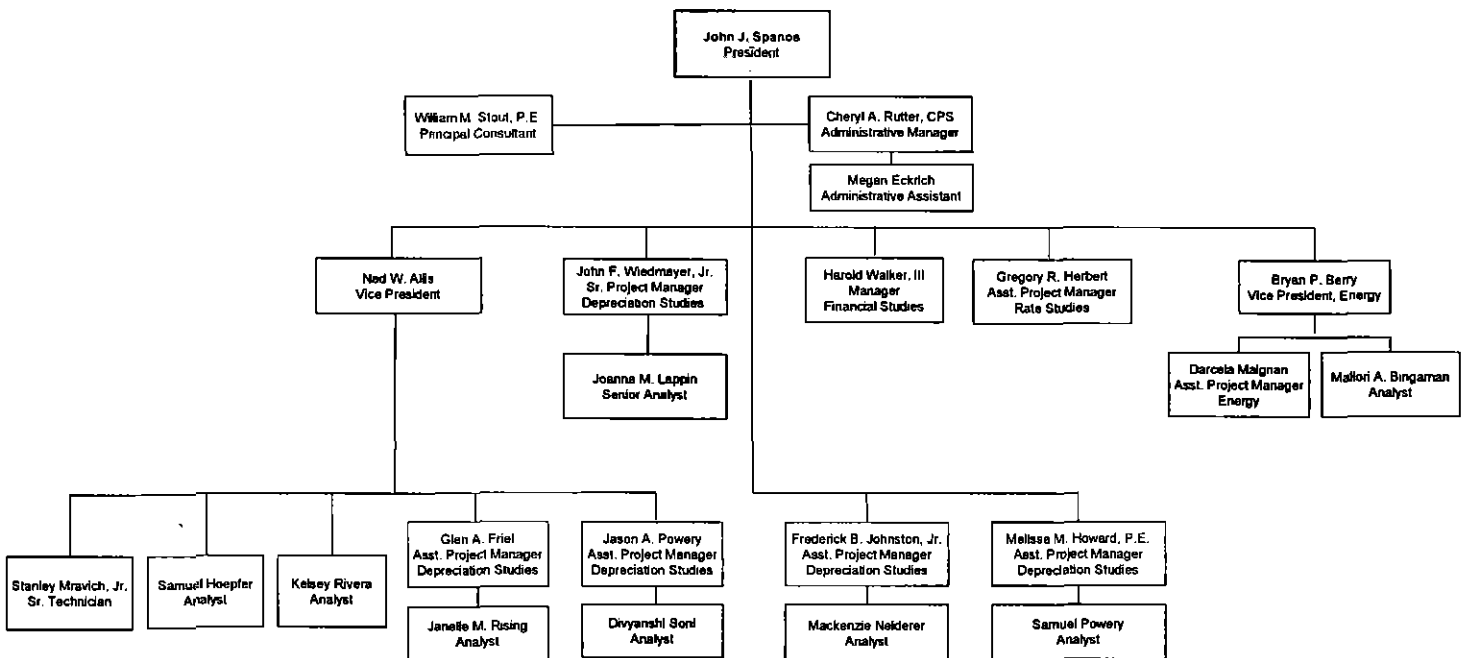 John J. Spanos
President
William M. Stout, P.E
Principal Consultant
Cheryl A. Rutter, CPS
Administrative Manager
Megan Eckrich
Administrative Assistant
Ned W. Allis
Vice President
John F. Wiedmayer, Jr.
Sr. Project Manager
Depreciation Studies
Harold Walker, III
Manager
Financial Studies
Gregory R. Herbert
Asst. Project Manager
Rate Studies
Bryan P. Berry
Vice President, Energy
Joanna M. Lappin
Senior Analyst
Darcela Maignan
Asst. Project Manager
Energy
Mallori A. Bingaman
Analyst
Stanley Mravich, Jr.
Sr. Technician
Samuel Hoepfer
Analyst
Kelsey Rivera
Analyst
Glen A. Friel
Asst. Project Manager
Depreciation Studies
Jason A. Powery
Asst. Project Manager
Depreciation Studies
Frederick B. Johnston, Jr.
Asst. Project Manager
Depreciation Studies
Melissa M. Howard, P.E.
Asst. Project Manager
Depreciation Studies
Janelle M. Rising
Analyst
Divyanshi Soni
Analyst
Mackenzie Neiderer
Analyst
Samuel Powery
Analyst